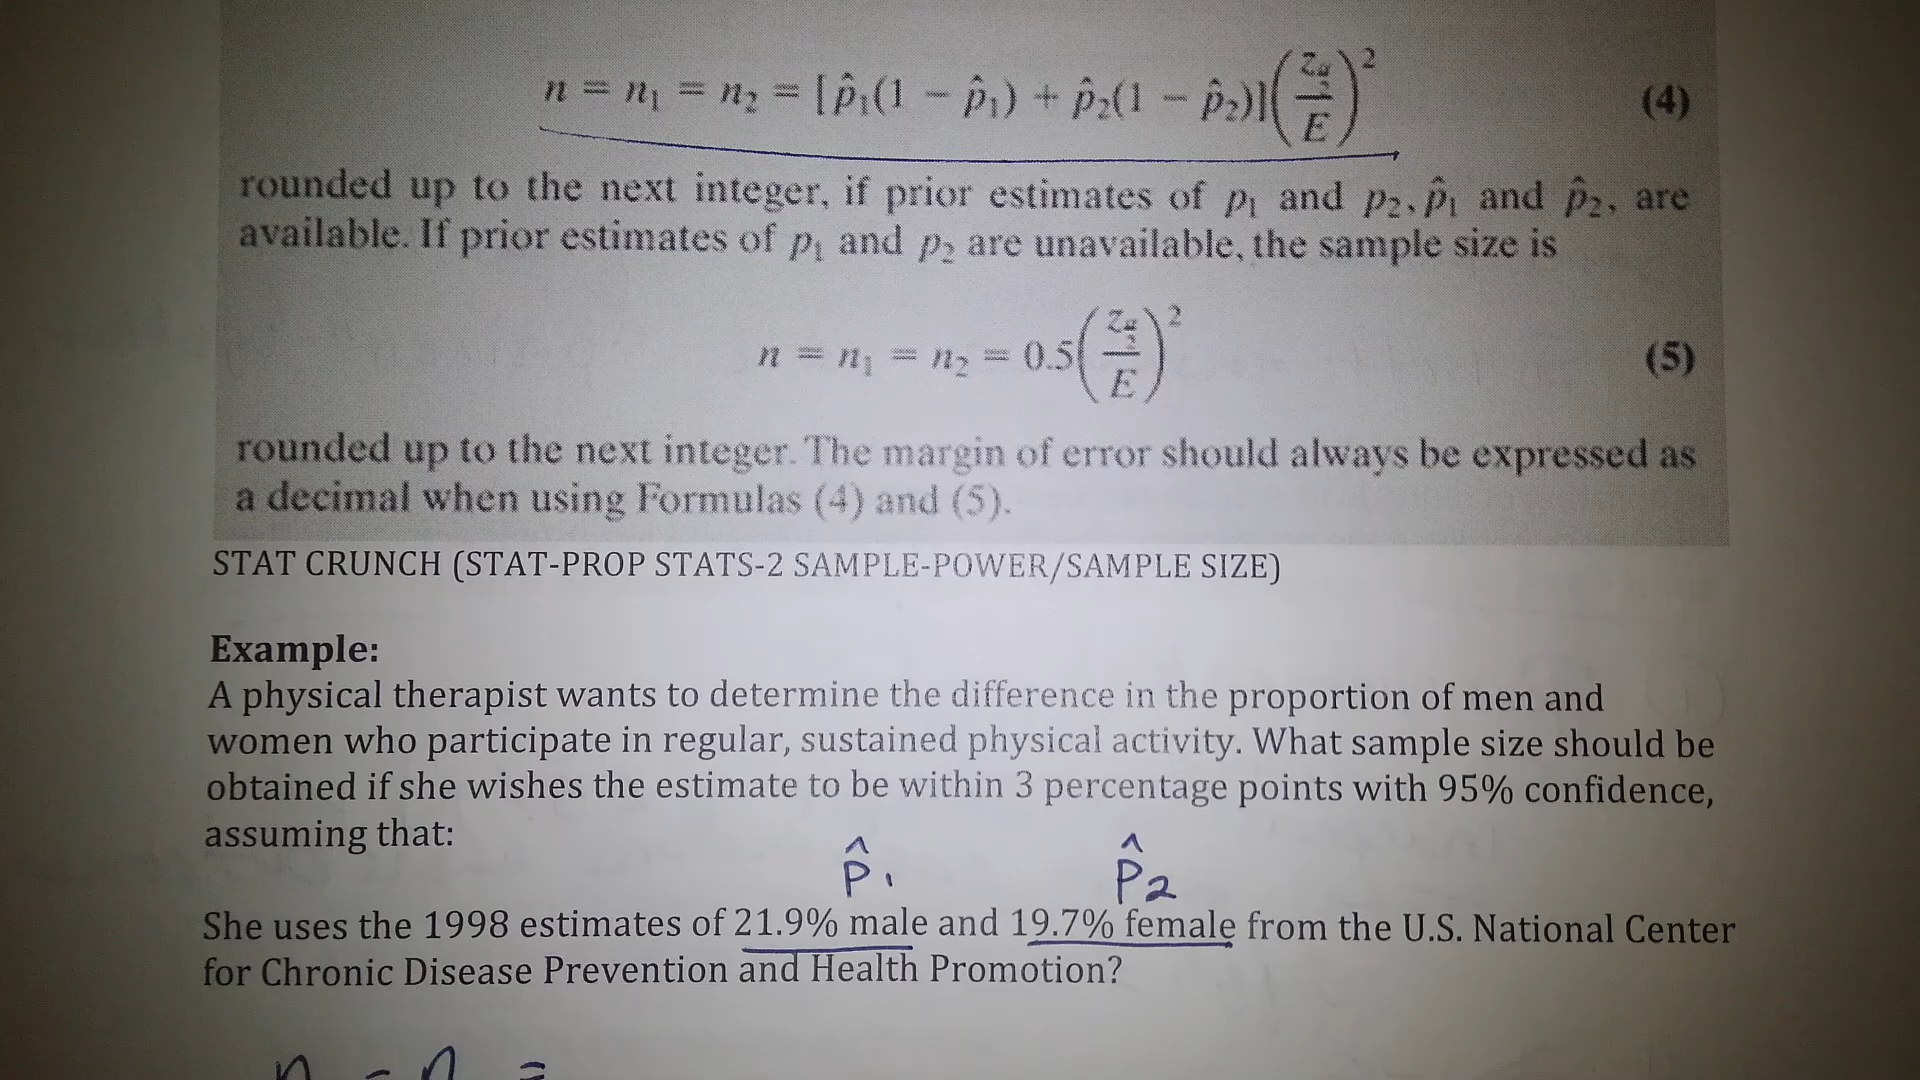 n = n₁ = n₂ = [p̂₁(1 − p̂₁) + p̂₂(1 − p̂₂)](z_{α/2}/E)² (4)
rounded up to the next integer, if prior estimates of p₁ and p₂, p̂₁ and p̂₂, are
available. If prior estimates of p₁ and p₂ are unavailable, the sample size is
n = n₁ = n₂ = 0.5(z_{α/2}/E)² (5)
rounded up to the next integer. The margin of error should always be expressed as
a decimal when using Formulas (4) and (5).
STAT CRUNCH (STAT-PROP STATS-2 SAMPLE-POWER/SAMPLE SIZE)
Example:
A physical therapist wants to determine the difference in the proportion of men and
women who participate in regular, sustained physical activity. What sample size should be
obtained if she wishes the estimate to be within 3 percentage points with 95% confidence,
assuming that:
p̂₁ p̂₂
She uses the 1998 estimates of 21.9% male and 19.7% female from the U.S. National Center
for Chronic Disease Prevention and Health Promotion?